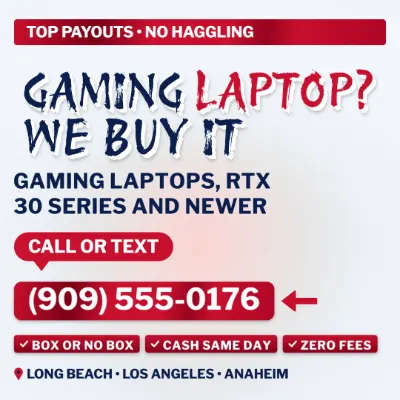 TOP PAYOUTS • NO HAGGLING
GAMING LAPTOP?
WE BUY IT
GAMING LAPTOPS, RTX
30 SERIES AND NEWER
CALL OR TEXT
(909) 555-0176
BOX OR NO BOX
CASH SAME DAY
ZERO FEES
LONG BEACH • LOS ANGELES • ANAHEIM